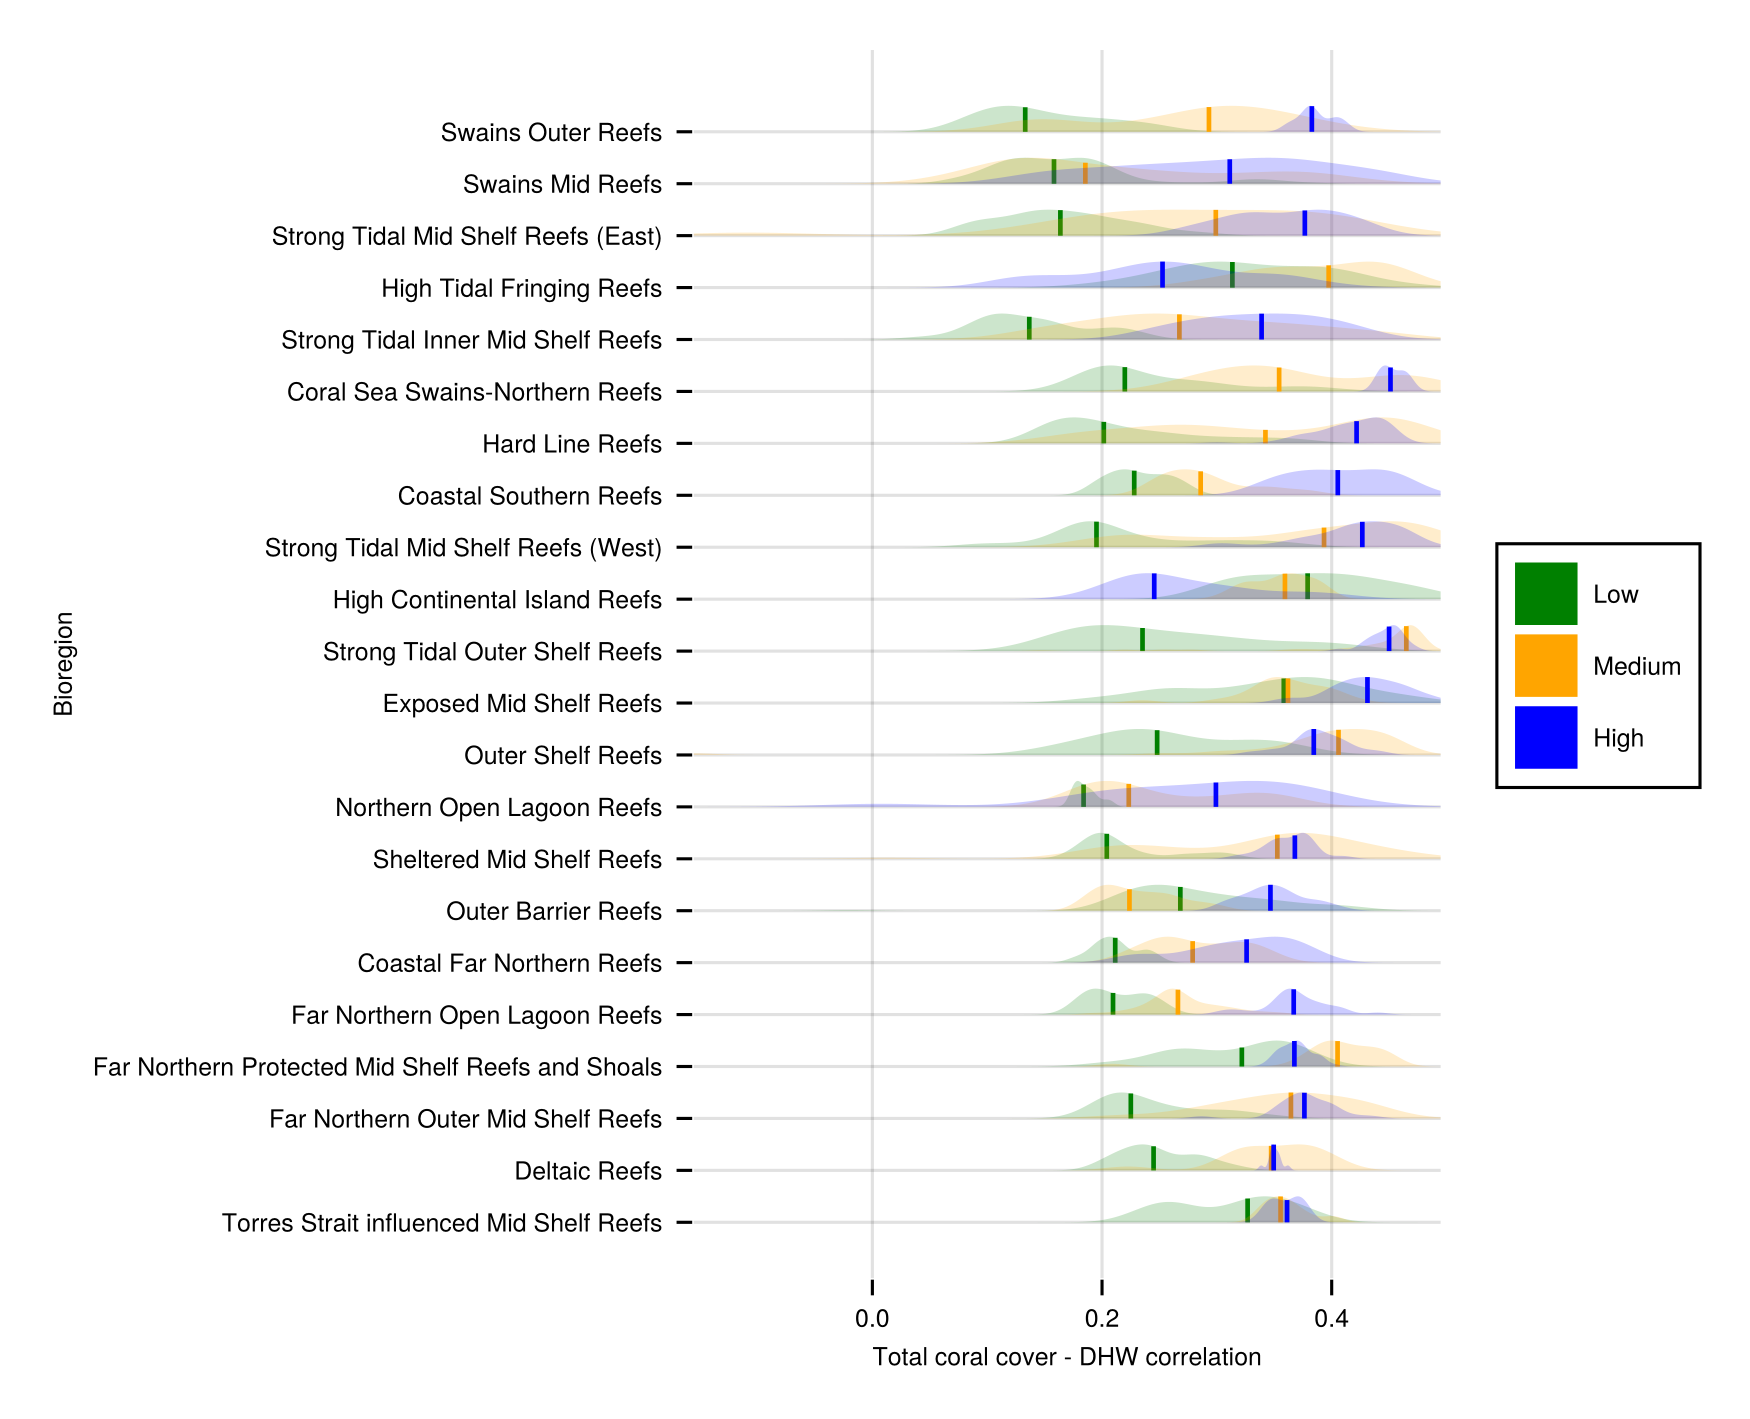 Swains Outer Reefs
Swains Mid Reefs
Strong Tidal Mid Shelf Reefs (East)
High Tidal Fringing Reefs
Strong Tidal Inner Mid Shelf Reefs
Coral Sea Swains-Northern Reefs
Hard Line Reefs
Coastal Southern Reefs
Strong Tidal Mid Shelf Reefs (West)
High Continental Island Reefs
Strong Tidal Outer Shelf Reefs
Exposed Mid Shelf Reefs
Outer Shelf Reefs
Northern Open Lagoon Reefs
Sheltered Mid Shelf Reefs
Outer Barrier Reefs
Coastal Far Northern Reefs
Far Northern Open Lagoon Reefs
Far Northern Protected Mid Shelf Reefs and Shoals
Far Northern Outer Mid Shelf Reefs
Deltaic Reefs
Torres Strait influenced Mid Shelf Reefs
Bioregion
0.0 0.2 0.4
Total coral cover - DHW correlation
Low
Medium
High